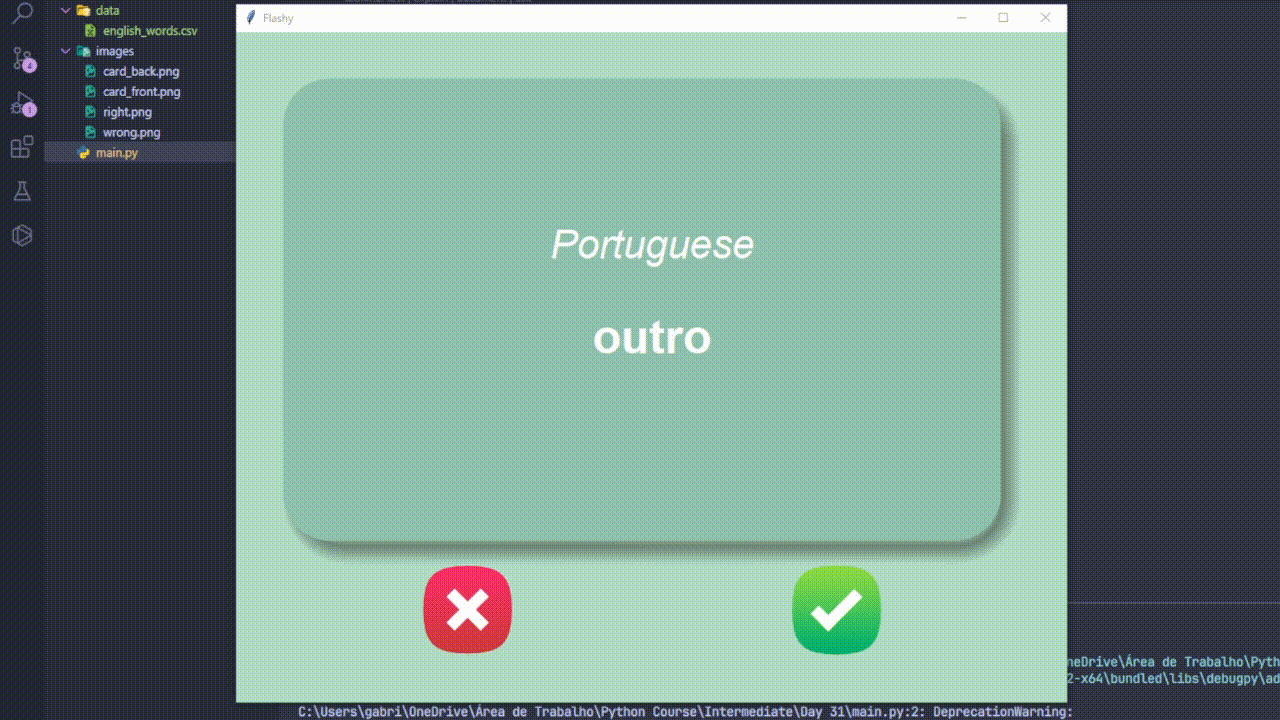 data
english_words.csv
images
card_back.png
card_front.png
right.png
wrong.png
main.py
Flashy
Portuguese
outro
neDrive\Área de Trabalho\Pyth
2-x64\bundled\libs\debugpy\ad
C:\Users\gabri\OneDrive\Área de Trabalho\Python Course\Intermediate\Day 31\main.py:2: DeprecationWarning:
4
1